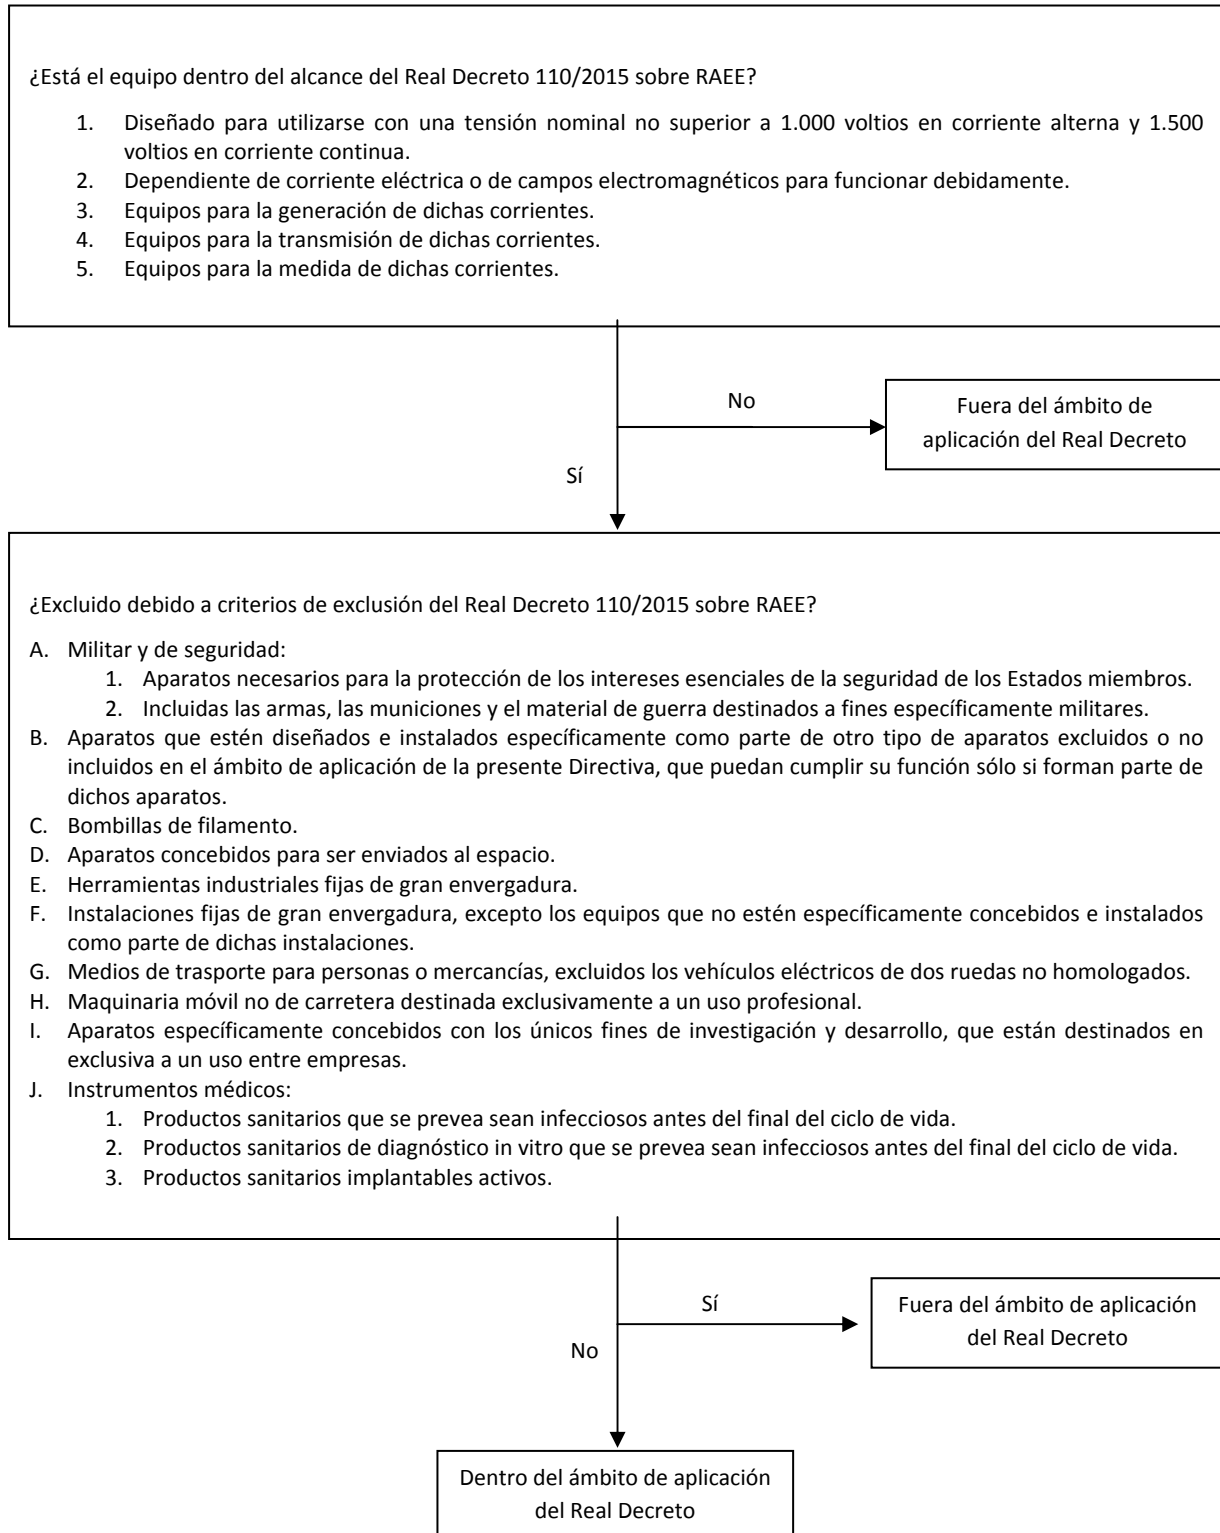 ¿Está el equipo dentro del alcance del Real Decreto 110/2015 sobre RAEE?
1. Diseñado para utilizarse con una tensión nominal no superior a 1.000 voltios en corriente alterna y 1.500
voltios en corriente continua.
2. Dependiente de corriente eléctrica o de campos electromagnéticos para funcionar debidamente.
3. Equipos para la generación de dichas corrientes.
4. Equipos para la transmisión de dichas corrientes.
5. Equipos para la medida de dichas corrientes.
No
Fuera del ámbito de
aplicación del Real Decreto
Sí
¿Excluido debido a criterios de exclusión del Real Decreto 110/2015 sobre RAEE?
A. Militar y de seguridad:
1. Aparatos necesarios para la protección de los intereses esenciales de la seguridad de los Estados miembros.
2. Incluidas las armas, las municiones y el material de guerra destinados a fines específicamente militares.
B. Aparatos que estén diseñados e instalados específicamente como parte de otro tipo de aparatos excluidos o no
incluidos en el ámbito de aplicación de la presente Directiva, que puedan cumplir su función sólo si forman parte de
dichos aparatos.
C. Bombillas de filamento.
D. Aparatos concebidos para ser enviados al espacio.
E. Herramientas industriales fijas de gran envergadura.
F. Instalaciones fijas de gran envergadura, excepto los equipos que no estén específicamente concebidos e instalados
como parte de dichas instalaciones.
G. Medios de trasporte para personas o mercancías, excluidos los vehículos eléctricos de dos ruedas no homologados.
H. Maquinaria móvil no de carretera destinada exclusivamente a un uso profesional.
I. Aparatos específicamente concebidos con los únicos fines de investigación y desarrollo, que están destinados en
exclusiva a un uso entre empresas.
J. Instrumentos médicos:
1. Productos sanitarios que se prevea sean infecciosos antes del final del ciclo de vida.
2. Productos sanitarios de diagnóstico in vitro que se prevea sean infecciosos antes del final del ciclo de vida.
3. Productos sanitarios implantables activos.
Sí
Fuera del ámbito de aplicación
del Real Decreto
No
Dentro del ámbito de aplicación
del Real Decreto